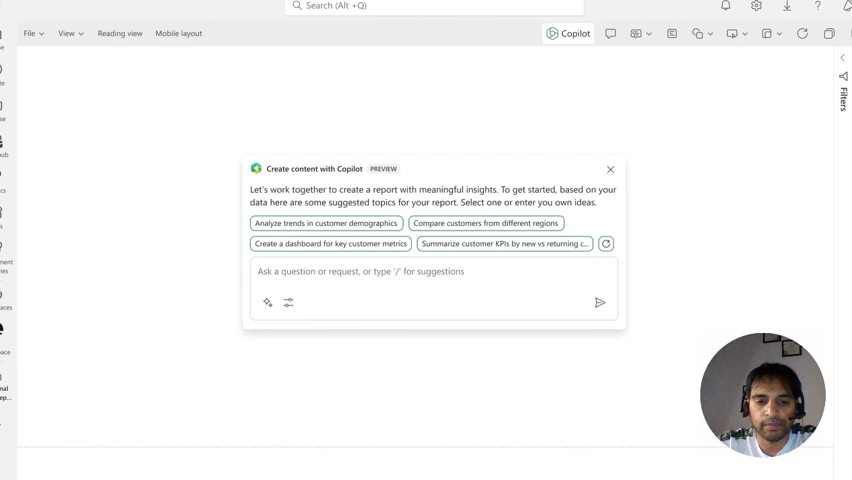 Search (Alt +Q)
File View Reading view Mobile layout Copilot
Filters
Create content with Copilot PREVIEW
Let's work together to create a report with meaningful insights. To get started, based on your
data here are some suggested topics for your report. Select one or enter you own ideas.
Analyze trends in customer demographics Compare customers from different regions
Create a dashboard for key customer metrics Summarize customer KPIs by new vs returning c...
Ask a question or request, or type '/' for suggestions